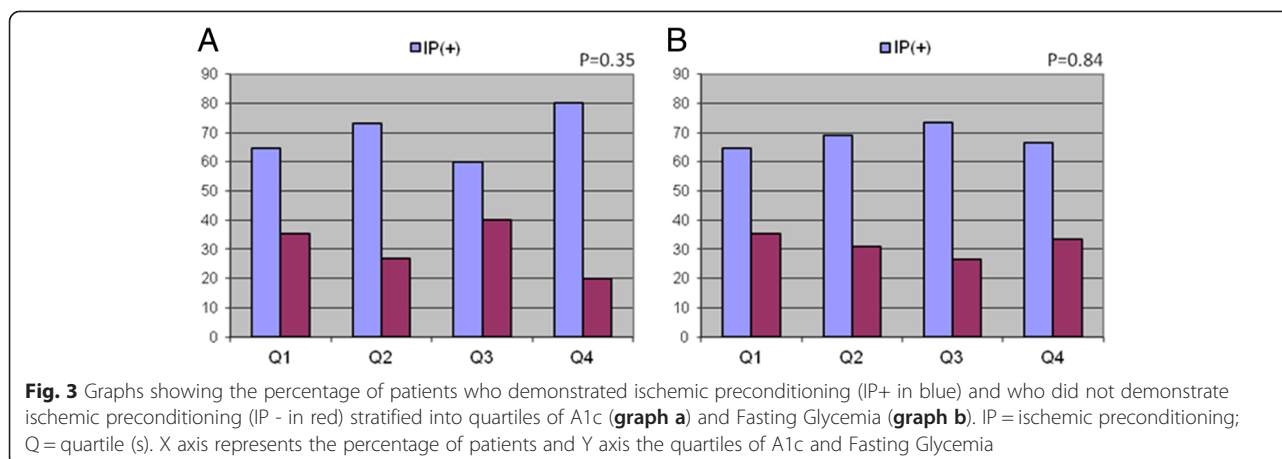 A
IP(+)
P=0.35
90
80
70
60
50
40
30
20
10
0
Q1 Q2 Q3 Q4
B
IP(+)
P=0.84
90
80
70
60
50
40
30
20
10
0
Q1 Q2 Q3 Q4
Fig. 3 Graphs showing the percentage of patients who demonstrated ischemic preconditioning (IP+ in blue) and who did not demonstrate
ischemic preconditioning (IP - in red) stratified into quartiles of A1c (graph a) and Fasting Glycemia (graph b). IP = ischemic preconditioning;
Q = quartile (s). X axis represents the percentage of patients and Y axis the quartiles of A1c and Fasting Glycemia